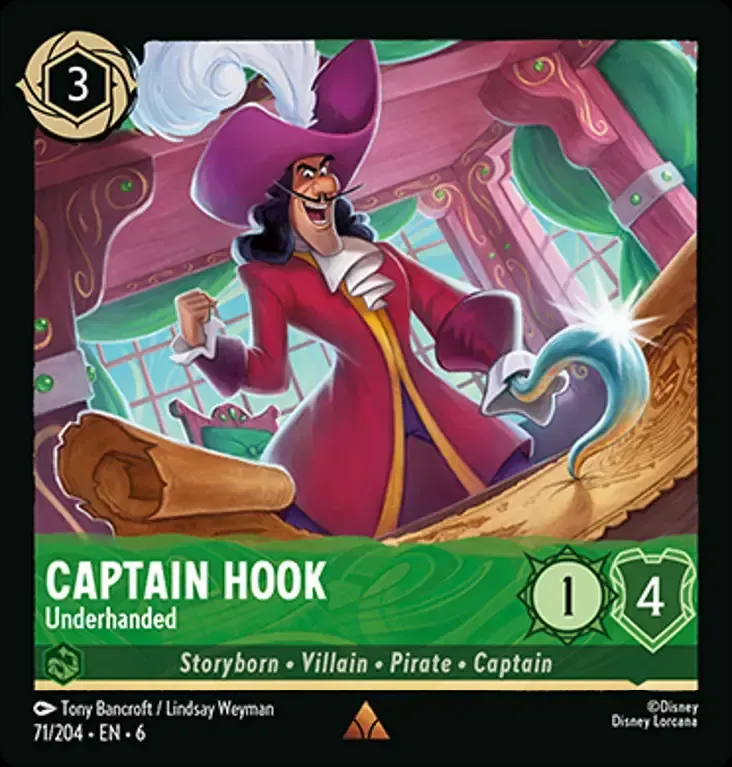 3
CAPTAIN HOOK
Underhanded
1
4
Storyborn • Villain • Pirate • Captain
Tony Bancroft / Lindsay Weyman
©Disney
71/204 • EN • 6
Disney Lorcana